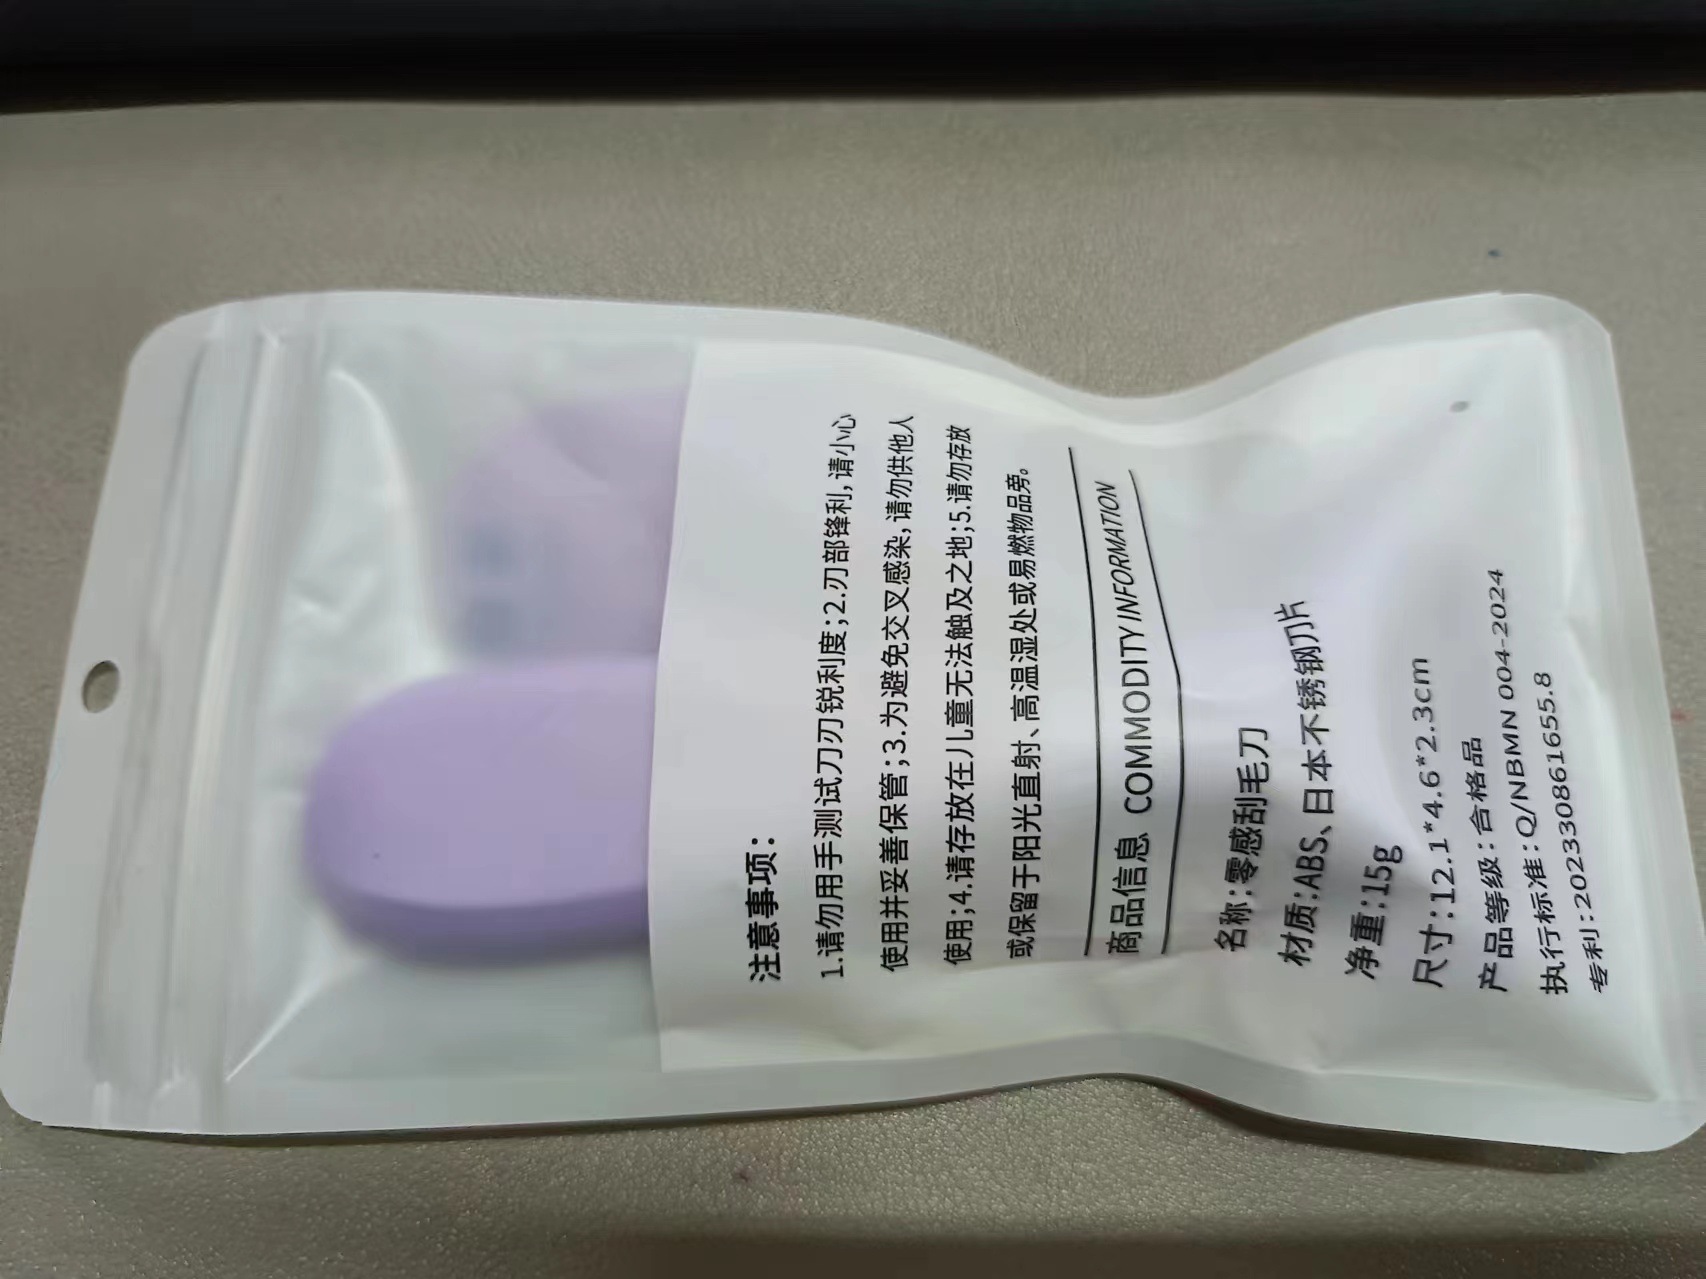 注意事项：
1.请勿用手测试刀刃锐利度；2.刃部锋利，请小心
使用并妥善保管；3.为避免交叉感染，请勿供他人
使用；4.请存放在儿童无法触及之地；5.请勿存放
或保留于阳光直射、高温湿处或易燃物品旁。
商品信息 COMMODITY INFORMATION
名称：零感刮毛刀
材质：ABS、日本不锈钢刀片
净重：15g
尺寸：12.1*4.6*2.3cm
产品等级：合格品
执行标准：Q/NBMN 004-2024
专利：2023308616555.8